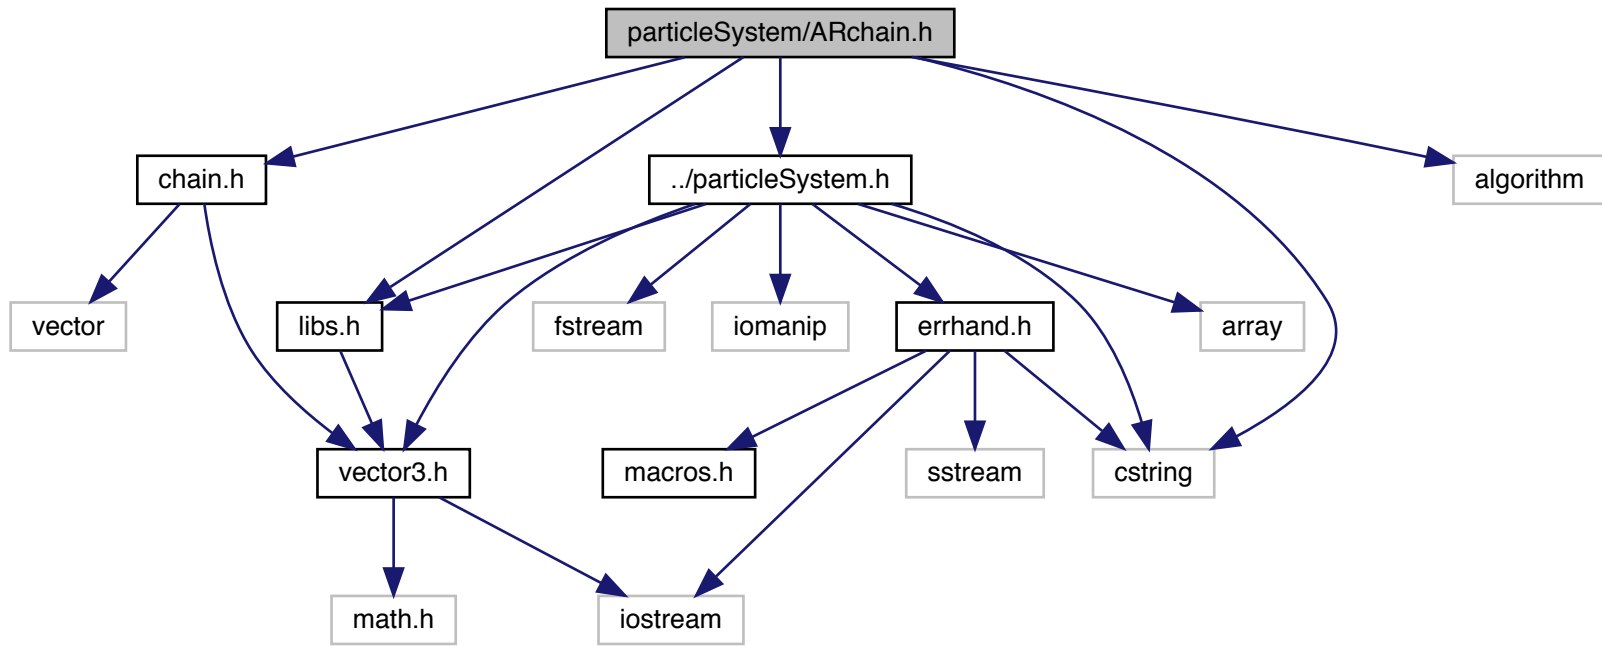 particleSystem/ARchain.h
chain.h
../particleSystem.h
algorithm
vector
libs.h
fstream
iomanip
errhand.h
array
vector3.h
macros.h
sstream
cstring
math.h
iostream